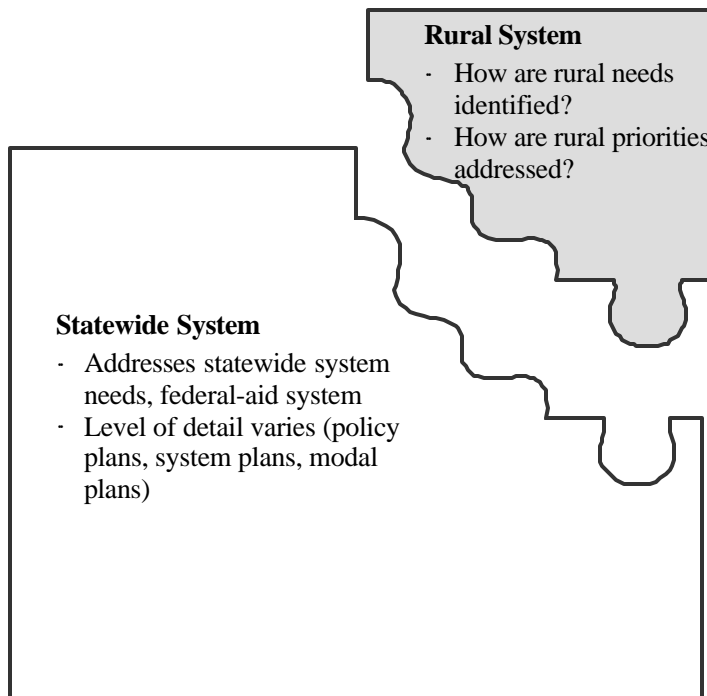 Rural System
- How are rural needs
identified?
- How are rural priorities
addressed?
Statewide System
- Addresses statewide system
needs, federal-aid system
- Level of detail varies (policy
plans, system plans, modal
plans)